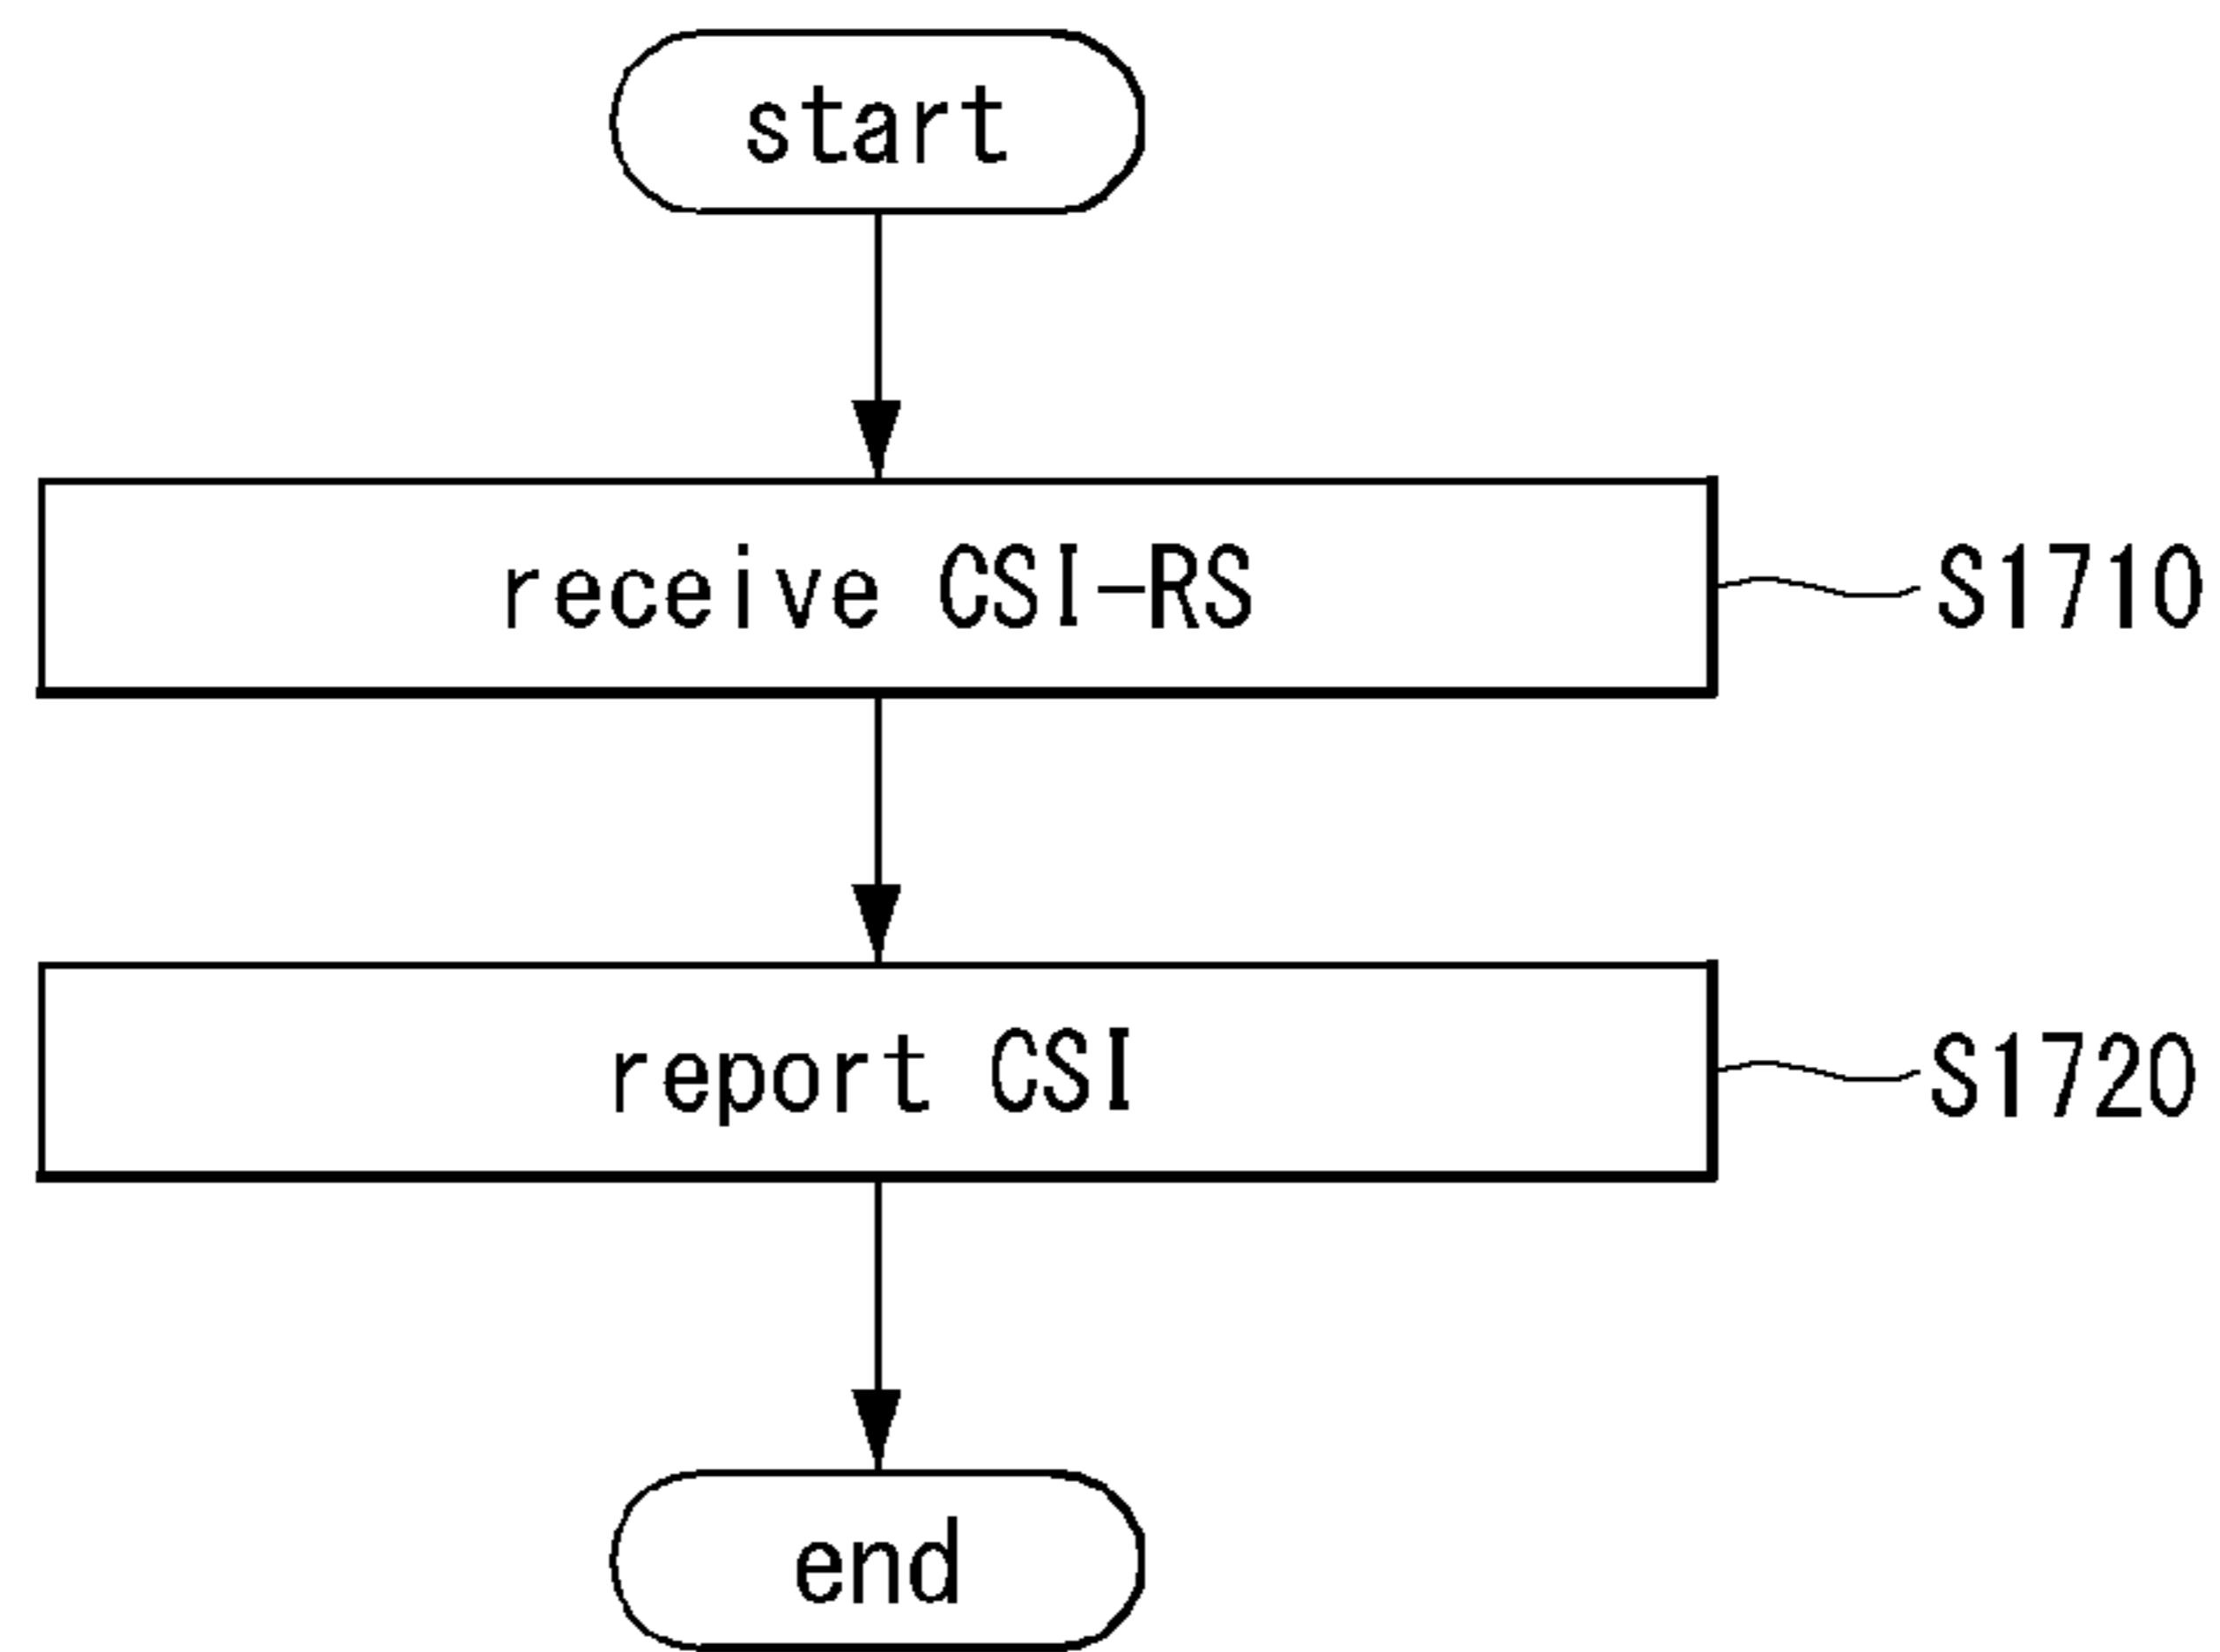 start
receive CSI-RS
S1710
report CSI
S1720
end